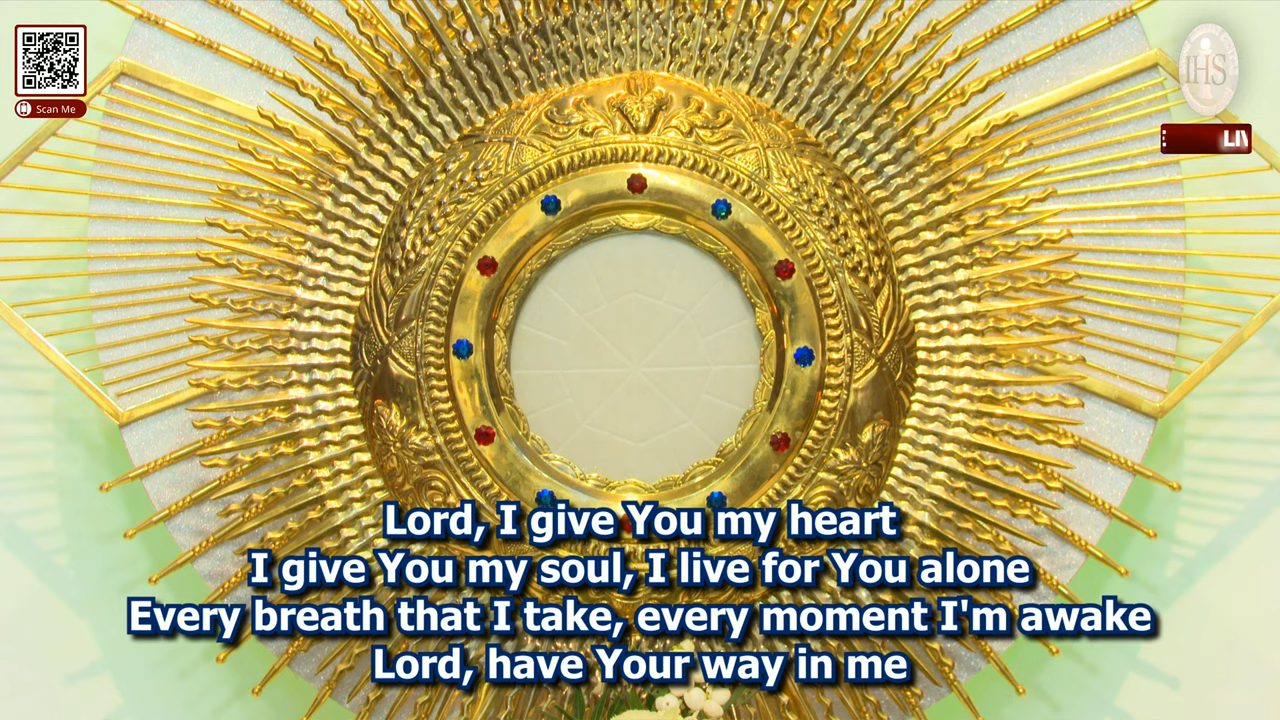 Scan Me
IHS
LIV
Lord, I give You my heart
I give You my soul, I live for You alone
Every breath that I take, every moment I'm awake
Lord, have Your way in me